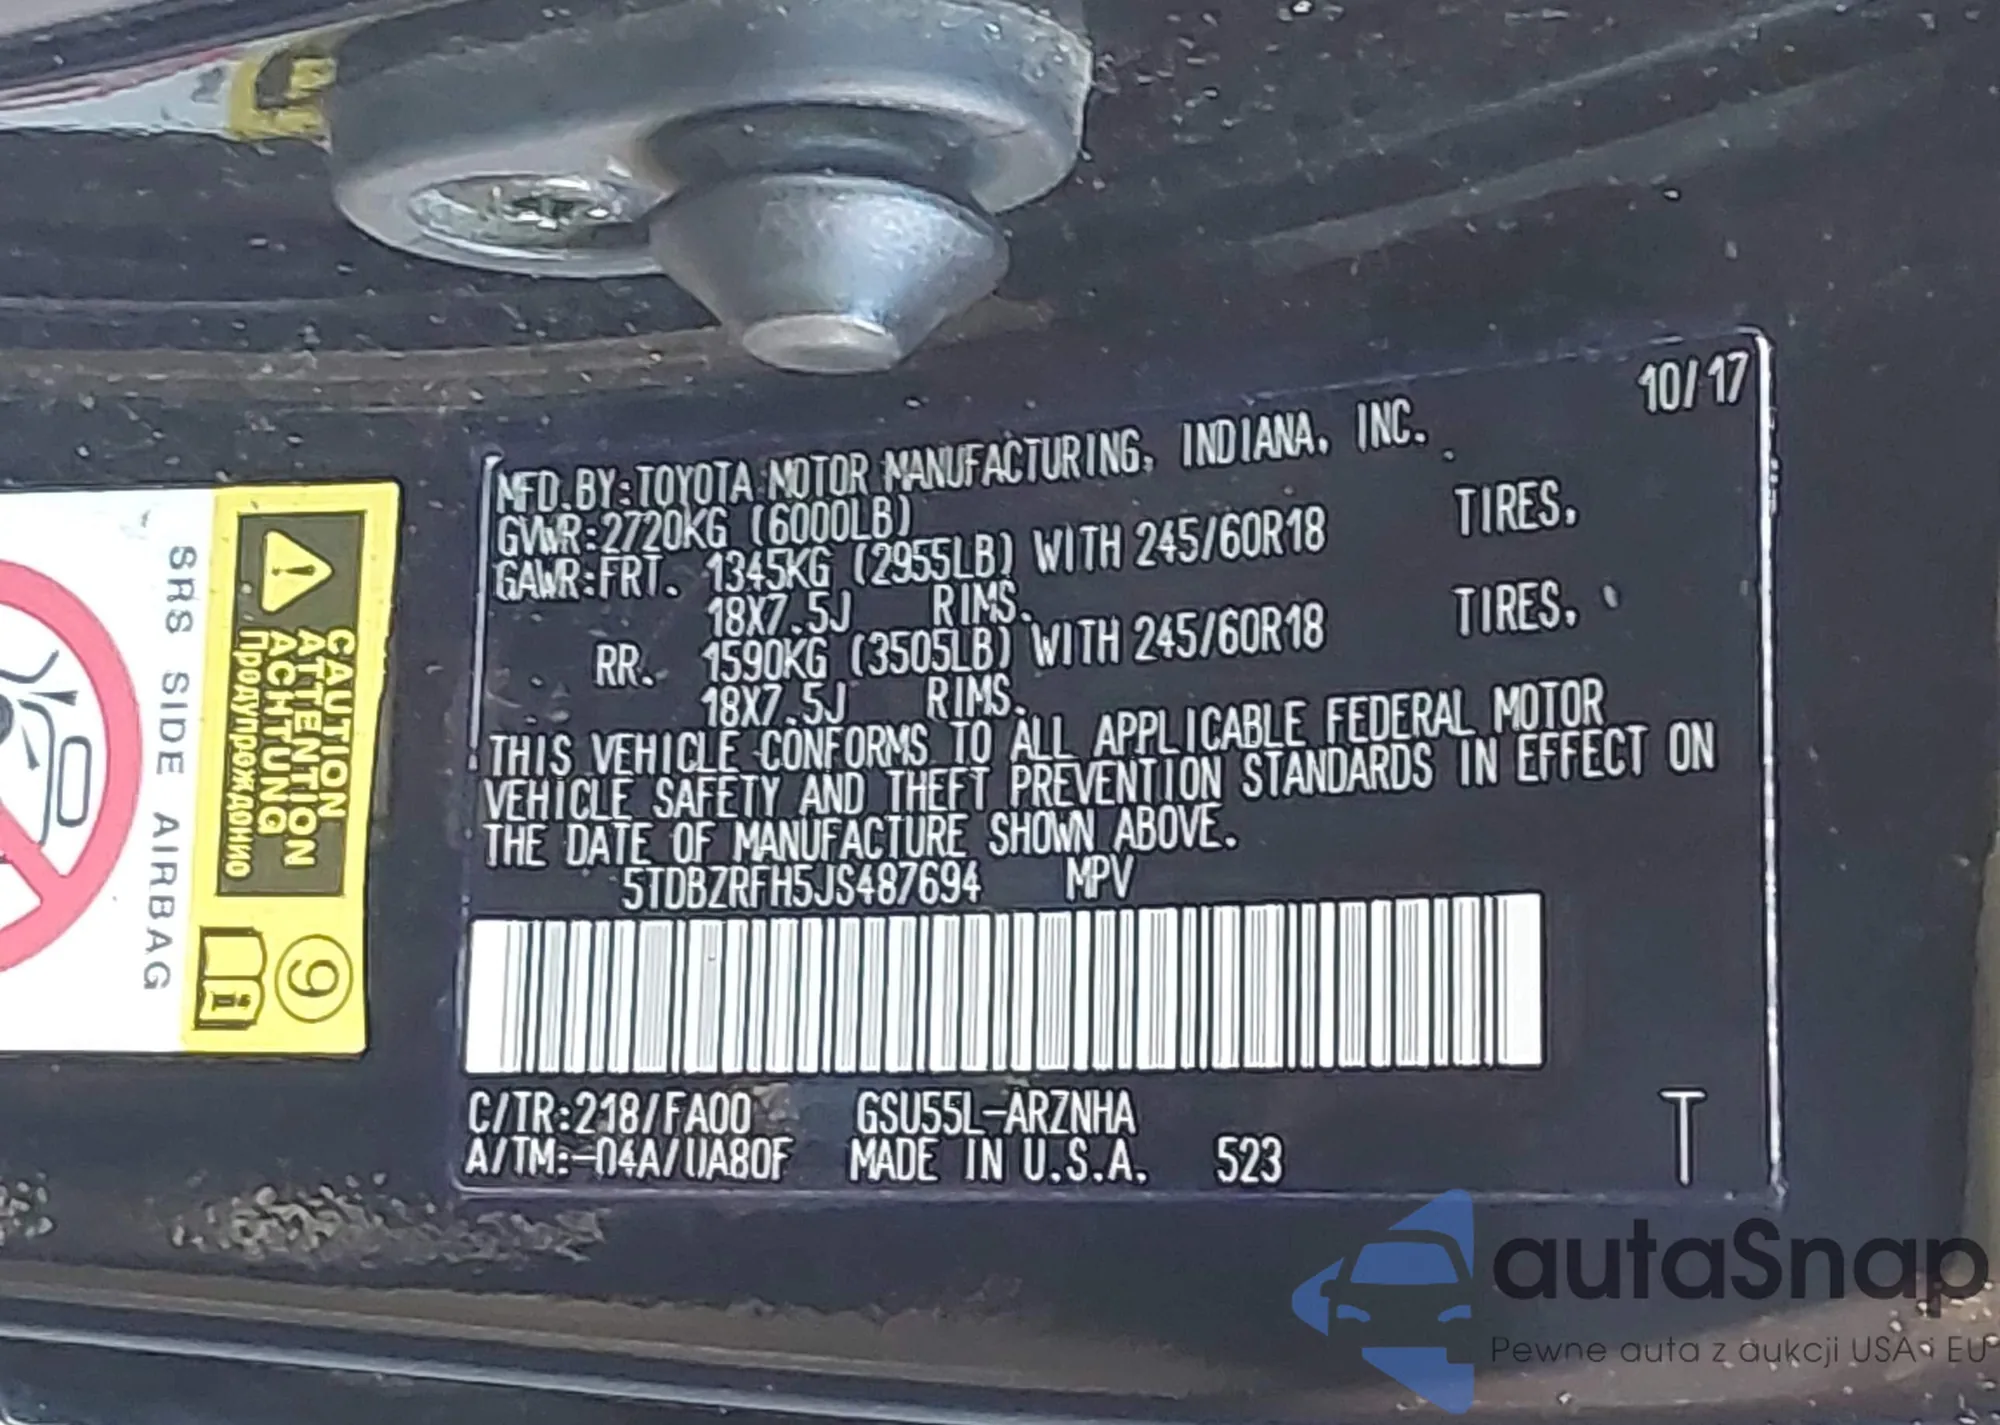 10/17
MFD.BY:TOYOTA MOTOR MANUFACTURING, INDIANA, INC.
GVWR:2720KG (6000LB)
GAWR:FRT. 1345KG (2955LB) WITH 245/60R18 TIRES,
18X7.5J RIMS.
RR. 1590KG (3505LB) WITH 245/60R18 TIRES,
18X7.5J RIMS.
THIS VEHICLE CONFORMS TO ALL APPLICABLE FEDERAL MOTOR
VEHICLE SAFETY AND THEFT PREVENTION STANDARDS IN EFFECT ON
THE DATE OF MANUFACTURE SHOWN ABOVE.
5TDBZRFH5JS487694 MPV
C/TR:218/FA00 GSU55L-ARZNHA
A/TM:-04A/UA80F MADE IN U.S.A. 523
T
CAUTION
ATTENTION
ACHTUNG
SRS SIDE AIRBAG
9
autaSnap
Pewne auta z aukcji USA i EU